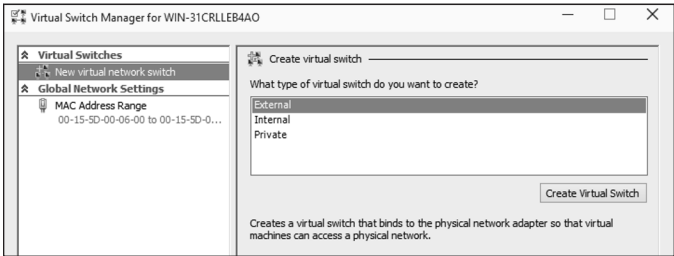 Virtual Switch Manager for WIN-31CRLLEB4AO
Virtual Switches
New virtual network switch
Global Network Settings
MAC Address Range
00-15-5D-00-06-00 to 00-15-5D-0...
Create virtual switch
What type of virtual switch do you want to create?
External
Internal
Private
Create Virtual Switch
Creates a virtual switch that binds to the physical network adapter so that virtual
machines can access a physical network.